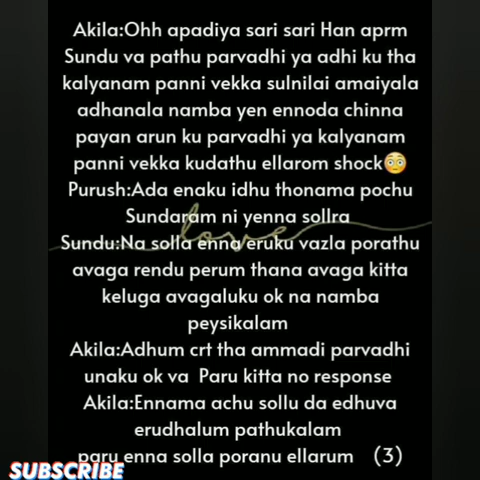 Akila:Ohh apadiya sari sari Han aprm
Sundu va pathu parvadhi ya adhi ku tha
kalyanam panni vekka sulnilai amaiyala
adhanala namba yen ennoda chinna
payan arun ku parvadhi ya kalyanam
panni vekka kudathu ellarom shock😳
Purush:Ada enaku idhu thonama pochu
Sundaram ni yenna sollra
love
Sundu:Na solla enna eruku vazla porathu
avaga rendu perum thana avaga kitta
keluga avagaluku ok na namba
peysikalam
Akila:Adhum crt tha ammadi parvadhi
unaku ok va Paru kitta no response
Akila:Ennama achu sollu da edhuva
erudhalum pathukalam
paru enna solla poranu ellarum (3)
SUBSCRIBE